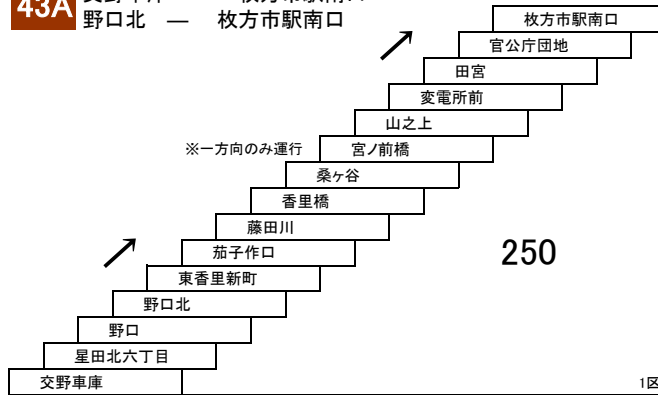 43A
野口北 ― 枚方市駅南口
枚方市駅南口
官公庁団地
田宮
変電所前
山之上
※一方向のみ運行 宮ノ前橋
桑ヶ谷
香里橋
藤田川
250
茄子作口
東香里新町
野口北
野口
星田北六丁目
交野車庫
1区